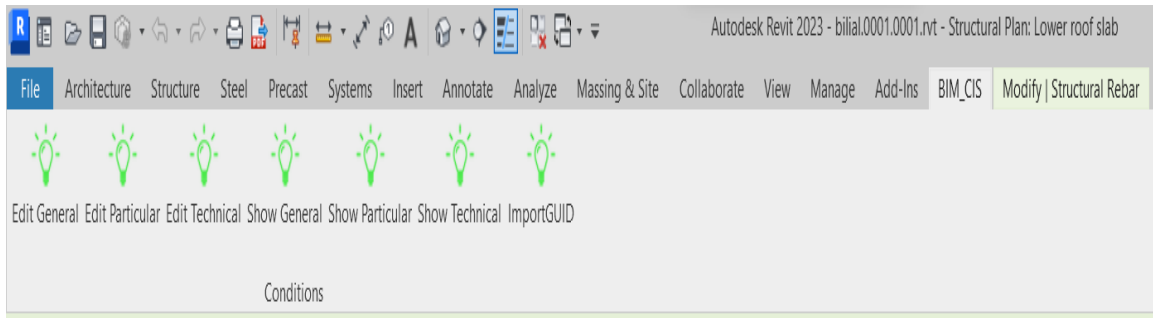 R PDF 1 A Autodesk Revit 2023 - bilial.0001.0001.rvt - Structural Plan: Lower roof slab
File Architecture Structure Steel Precast Systems Insert Annotate Analyze Massing & Site Collaborate View Manage Add-Ins BIM_CIS Modify | Structural Rebar
Edit General Edit Particular Edit Technical Show General Show Particular Show Technical ImportGUID
Conditions